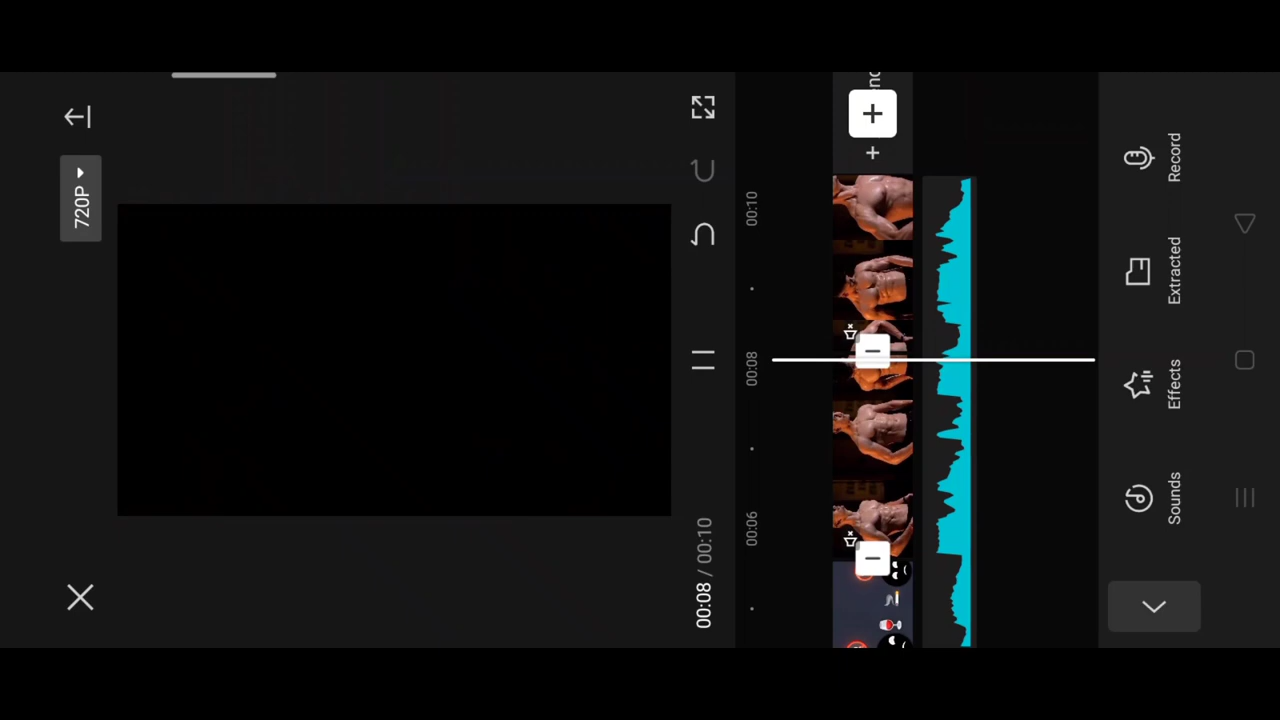 720P
00:08 / 00:10
00:06
00:08
00:10
Sounds
Effects
Extracted
Record